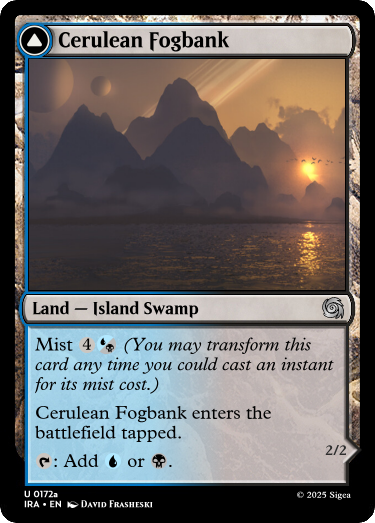 Cerulean Fogbank
Land — Island Swamp
Mist 4 (You may transform this
card any time you could cast an instant
for its mist cost.)
Cerulean Fogbank enters the
battlefield tapped.
: Add or .
2/2
U 0172a
IRA • EN DAVID FRASHESKI
© 2025 Sigea